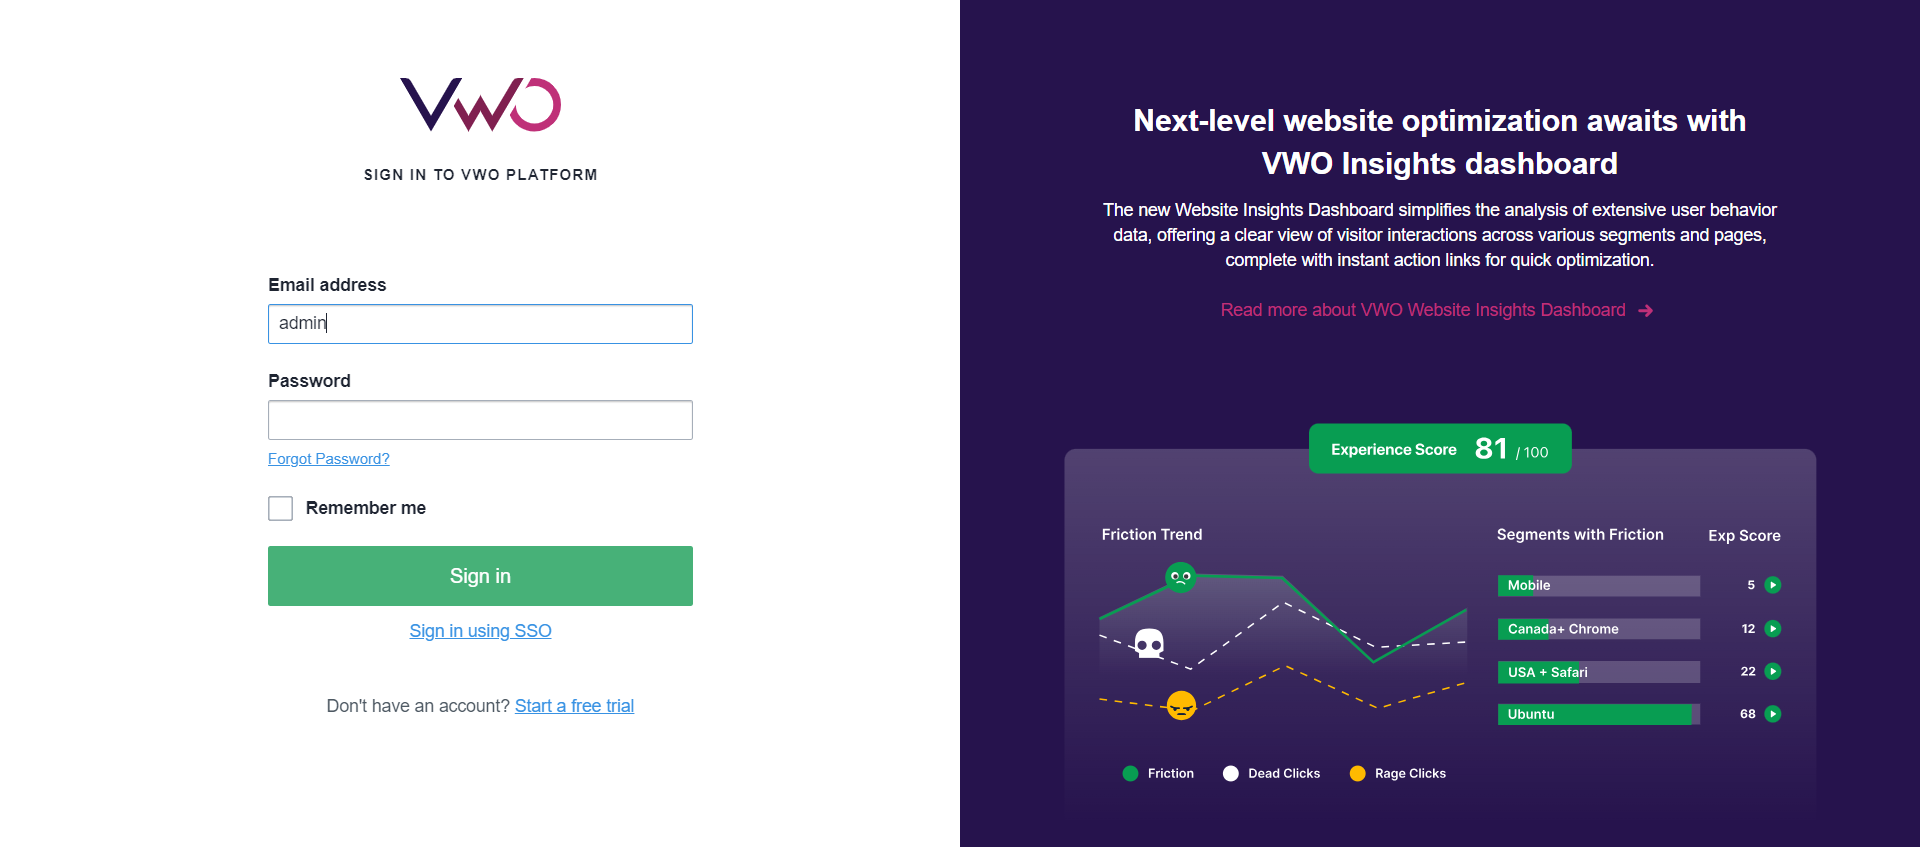 VWO
SIGN IN TO VWO PLATFORM
Email address
admin
Password
Forgot Password?
Remember me
Sign in
Sign in using SSO
Don't have an account? Start a free trial
Next-level website optimization awaits with
VWO Insights dashboard
The new Website Insights Dashboard simplifies the analysis of extensive user behavior
data, offering a clear view of visitor interactions across various segments and pages,
complete with instant action links for quick optimization.
Read more about VWO Website Insights Dashboard
Experience Score 81 / 100
Friction Trend
Segments with Friction Exp Score
Mobile 5
Canada+ Chrome 12
USA + Safari 22
Ubuntu 68
Friction Dead Clicks Rage Clicks